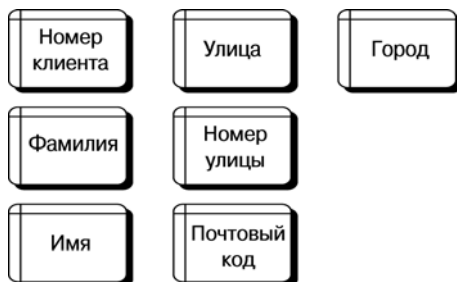 Номер
клиента
Улица
Город
Фамилия
Номер
улицы
Имя
Почтовый
код